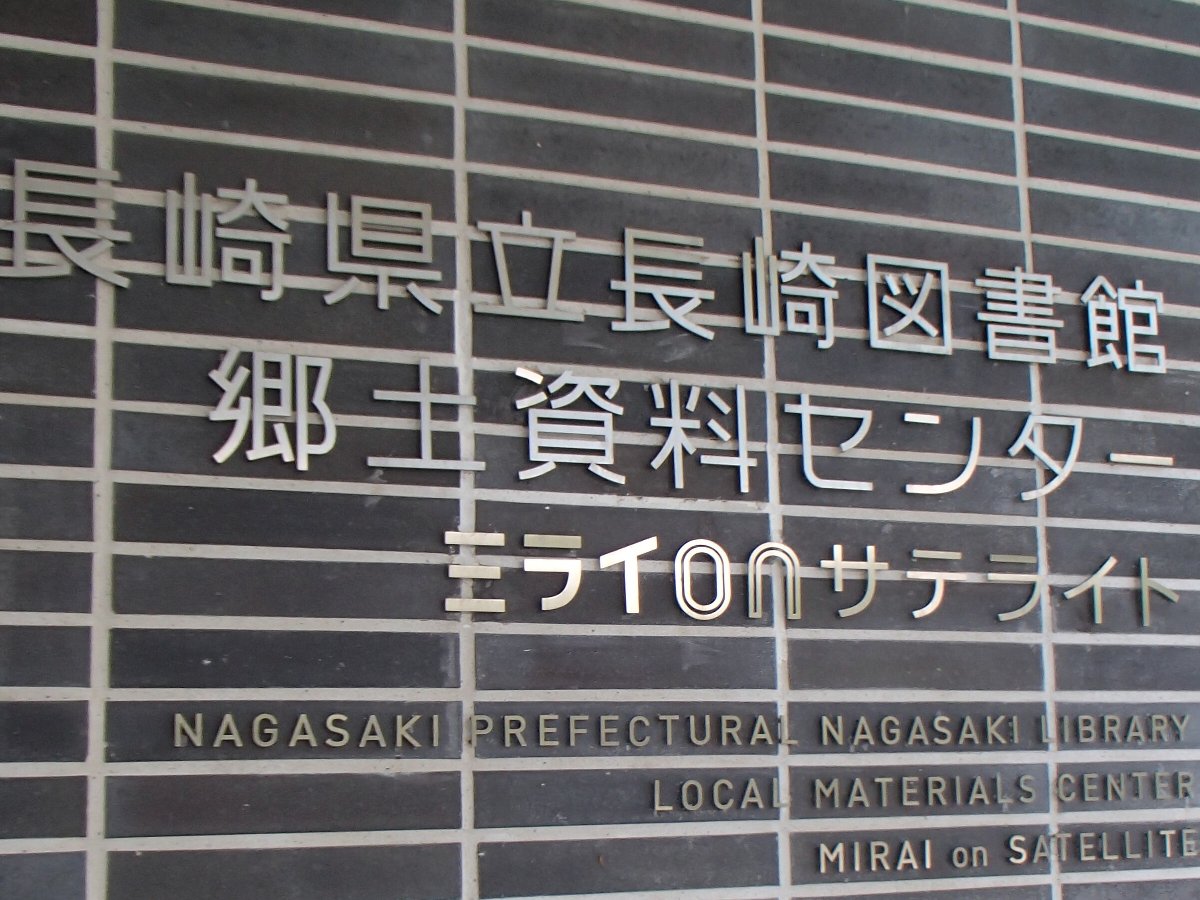 長崎県立長崎図書館
郷土資料センター
ミライonサテライト
NAGASAKI PREFECTURAL NAGASAKI LIBRARY
LOCAL MATERIALS CENTER
MIRAI on SATELLITE